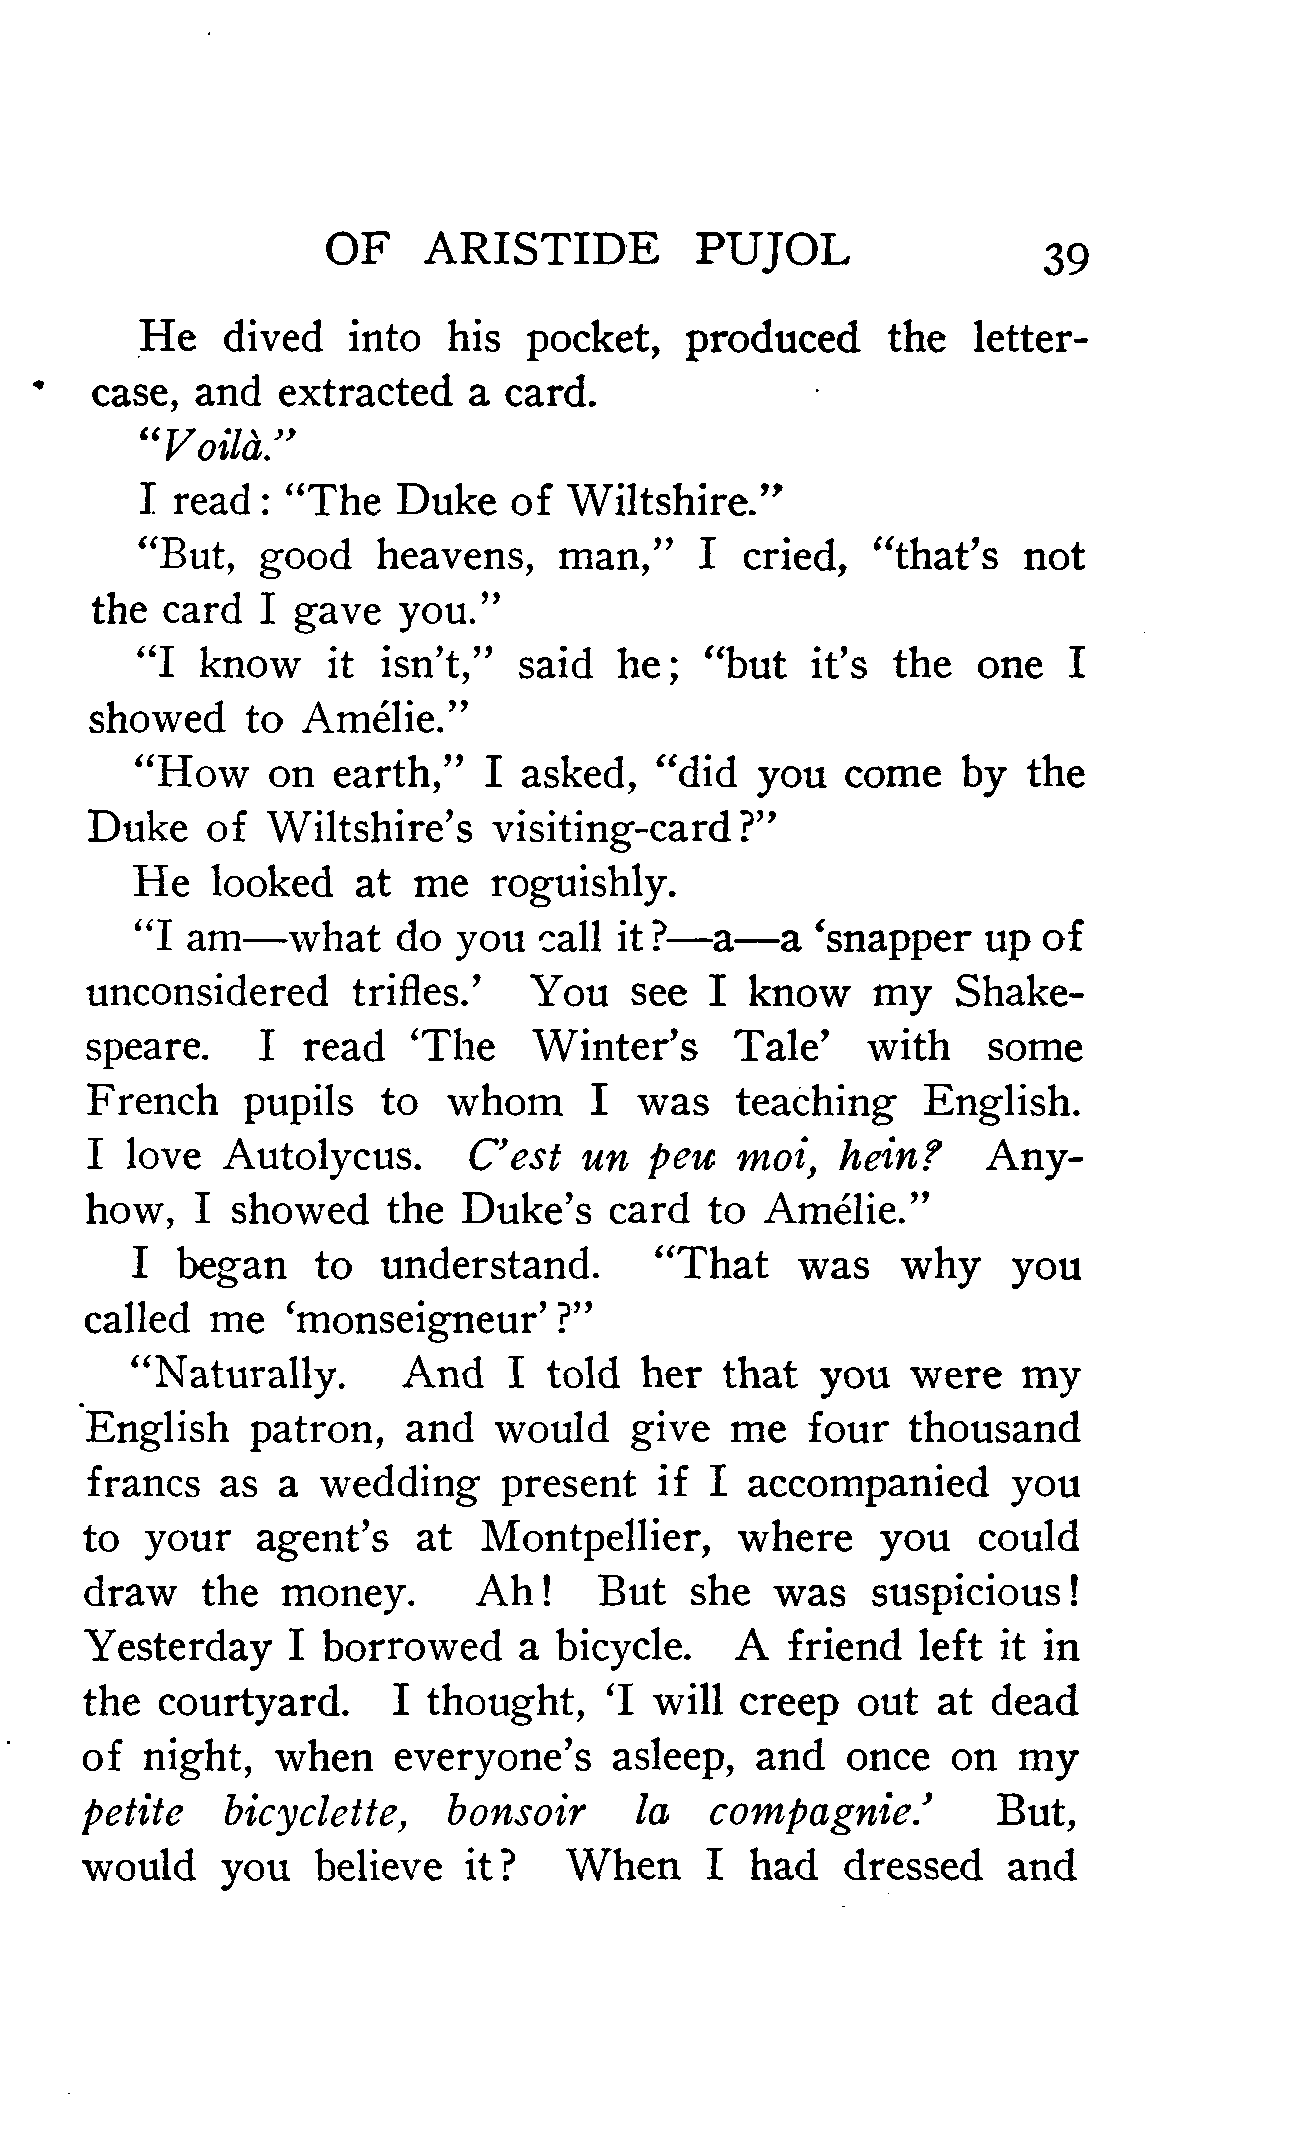 OF ARISTIDE PUJOL 39
He dived into his pocket, produced the letter-
case, and extracted a card.
"Voilà."
I read: "The Duke of Wiltshire."
"But, good heavens, man," I cried, "that's not
the card I gave you."
"I know it isn't," said he; "but it's the one I
showed to Amélie."
"How on earth," I asked, "did you come by the
Duke of Wiltshire's visiting-card?"
He looked at me roguishly.
"I am—what do you call it?—a—a 'snapper up of
unconsidered trifles.' You see I know my Shake-
speare. I read 'The Winter's Tale' with some
French pupils to whom I was teaching English.
I love Autolycus. C'est un peu moi, hein? Any-
how, I showed the Duke's card to Amélie."
I began to understand. "That was why you
called me 'monseigneur'?"
"Naturally. And I told her that you were my
English patron, and would give me four thousand
francs as a wedding present if I accompanied you
to your agent's at Montpellier, where you could
draw the money. Ah! But she was suspicious!
Yesterday I borrowed a bicycle. A friend left it in
the courtyard. I thought, 'I will creep out at dead
of night, when everyone's asleep, and once on my
petite bicyclette, bonsoir la compagnie.' But,
would you believe it? When I had dressed and